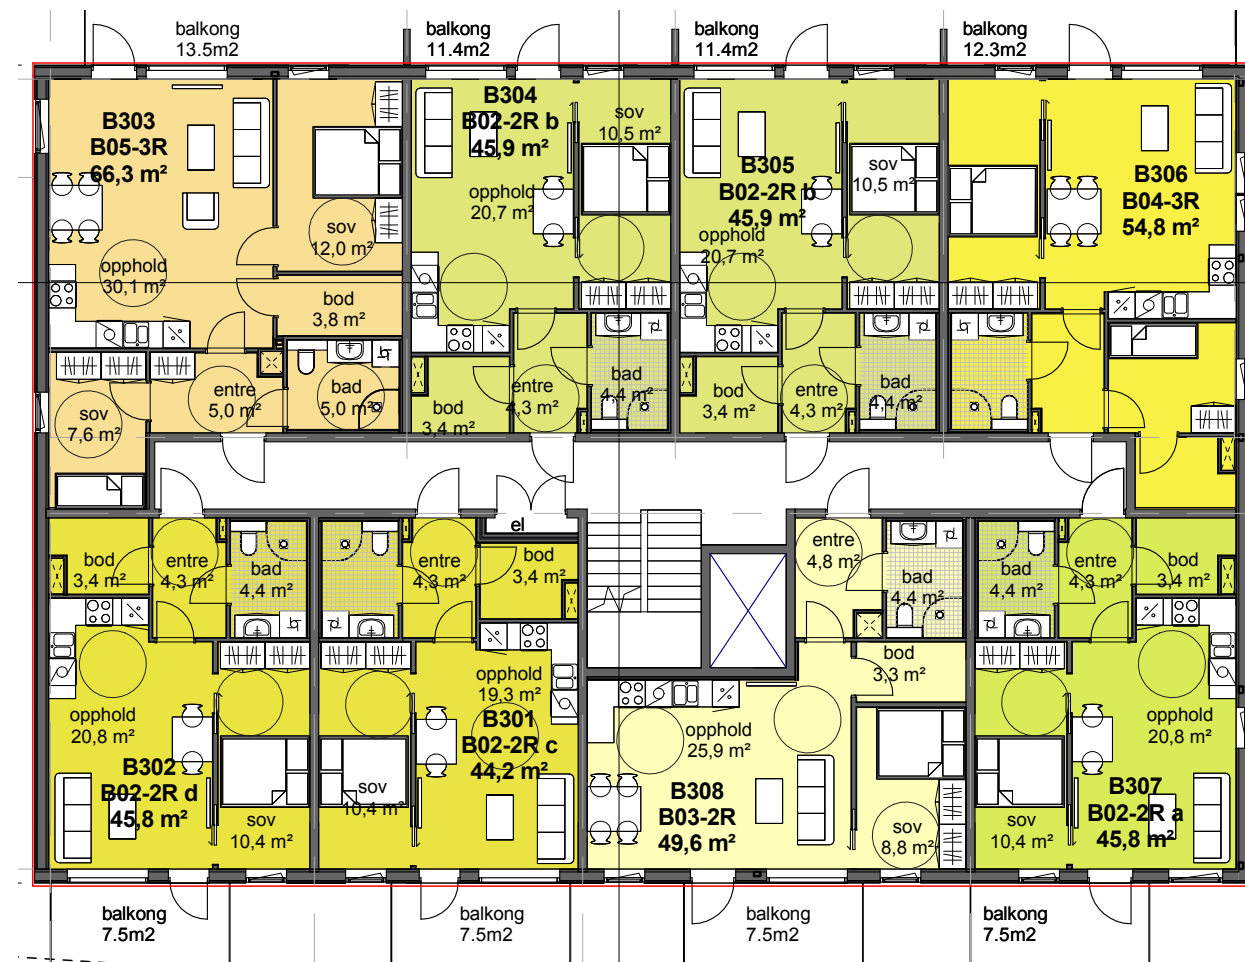 balkong
13.5m2
balkong
11.4m2
balkong
11.4m2
balkong
12.3m2
B303
B05-3R
66,3 m²
opphold
30,1 m²
sov
12,0 m²
bod
3,8 m²
entre
5,0 m²
bad
5,0 m²
sov
7,6 m²
B304
B02-2R b
45,9 m²
opphold
20,7 m²
sov
10,5 m²
bod
3,4 m²
entre
4,3 m²
bad
4,4 m²
B305
B02-2R b
45,9 m²
opphold
20,7 m²
sov
10,5 m²
bod
3,4 m²
entre
4,3 m²
bad
4,4 m²
B306
B04-3R
54,8 m²
el
bod
3,4 m²
entre
4,3 m²
bad
4,4 m²
opphold
20,8 m²
B302
B02-2R d
45,8 m²
sov
10,4 m²
entre
4,3 m²
bod
3,4 m²
opphold
19,3 m²
B301
B02-2R c
44,2 m²
sov
10,4 m²
entre
4,8 m²
bad
4,4 m²
bod
3,3 m²
opphold
25,9 m²
B308
B03-2R
49,6 m²
sov
8,8 m²
bad
4,4 m²
entre
4,3 m²
bod
3,4 m²
opphold
20,8 m²
B307
B02-2R a
45,8 m²
sov
10,4 m²
balkong
7.5m2
balkong
7.5m2
balkong
7.5m2
balkong
7.5m2